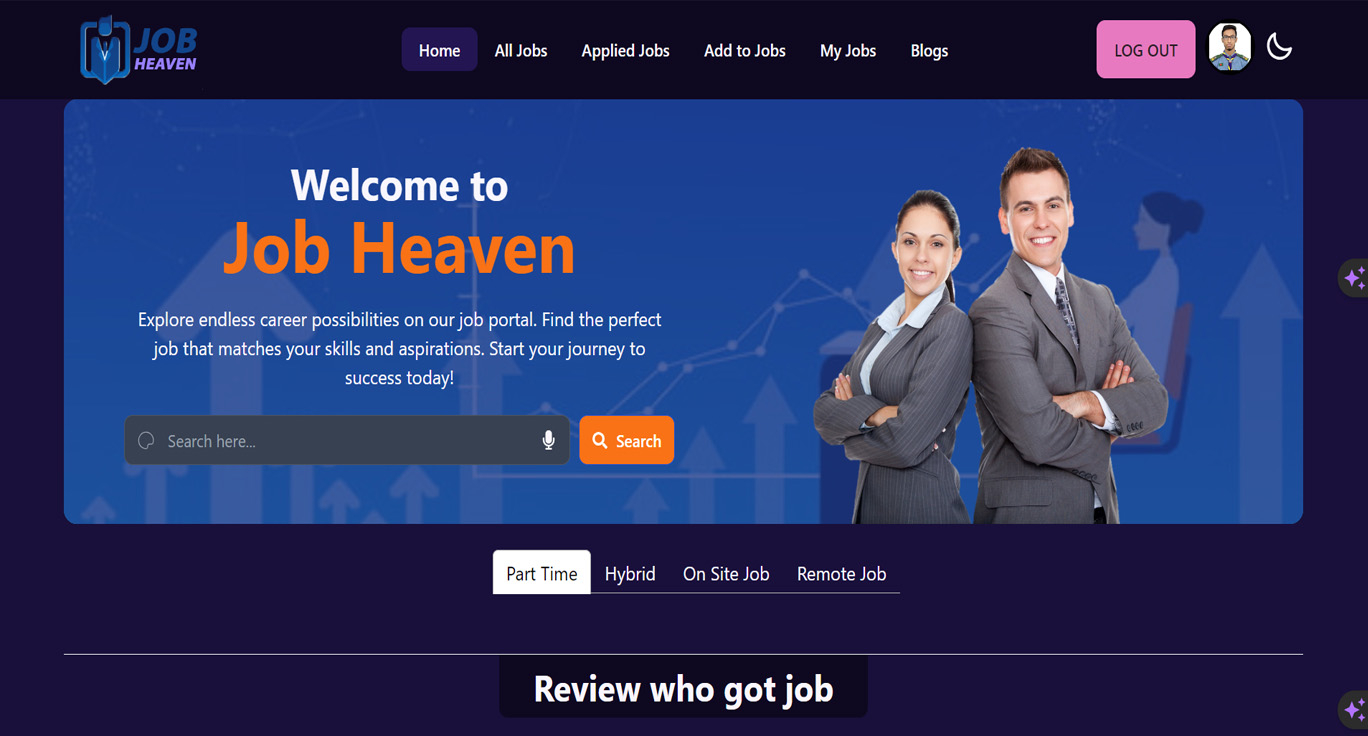 JOB
HEAVEN
Home
All Jobs
Applied Jobs
Add to Jobs
My Jobs
Blogs
LOG OUT
Welcome to
Job Heaven
Explore endless career possibilities on our job portal. Find the perfect
job that matches your skills and aspirations. Start your journey to
success today!
Search here...
Search
Part Time
Hybrid
On Site Job
Remote Job
Review who got job